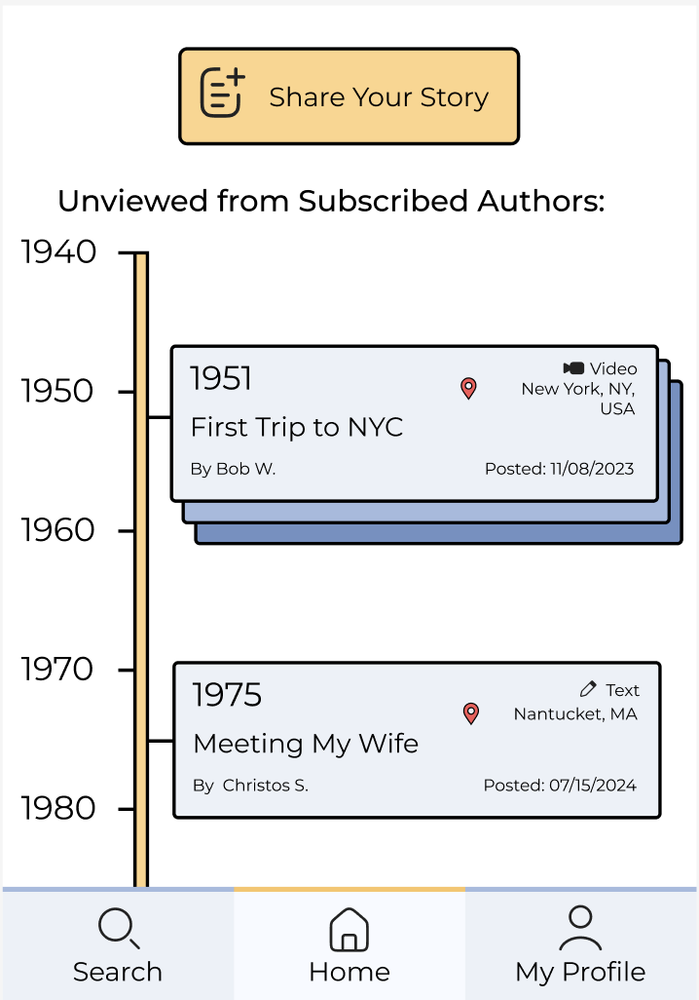 Share Your Story
Unviewed from Subscribed Authors:
1940
1950
1951
Video
New York, NY,
USA
First Trip to NYC
By Bob W.
Posted: 11/08/2023
1960
1970
1975
Text
Nantucket, MA
Meeting My Wife
By  Christos S.
Posted: 07/15/2024
1980
Search
Home
My Profile